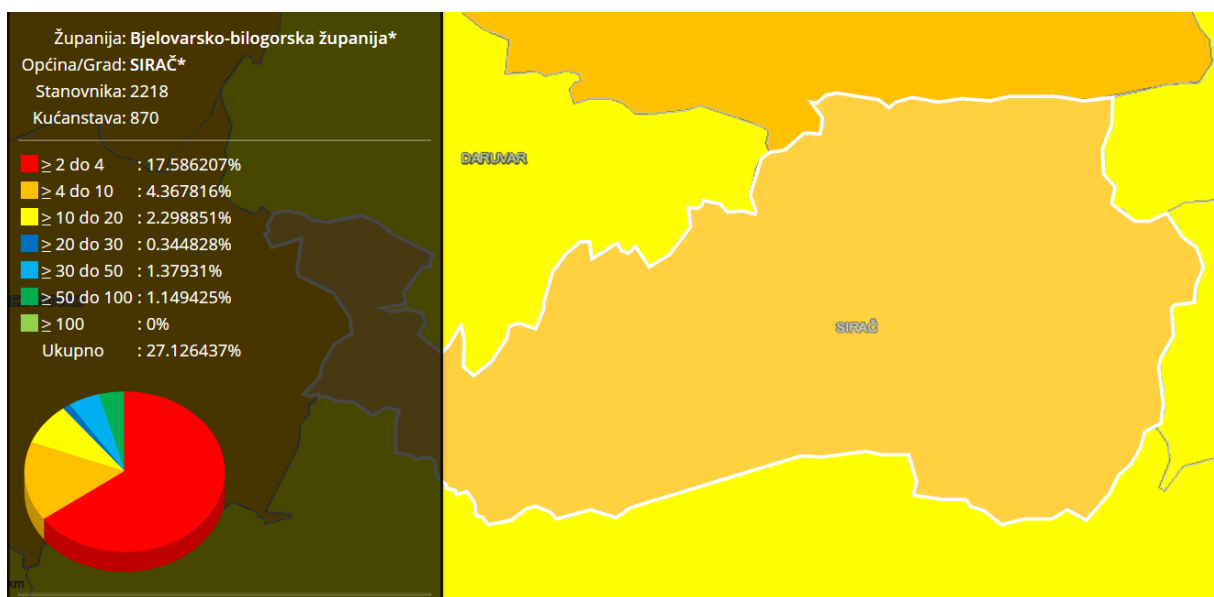 Županija: Bjelovarsko-bilogorska županija*
Općina/Grad: SIRAČ*
Stanovnika: 2218
Kućanstava: 870
≥ 2 do 4 : 17.586207%
≥ 4 do 10 : 4.367816%
≥ 10 do 20 : 2.298851%
≥ 20 do 30 : 0.344828%
≥ 30 do 50 : 1.37931%
≥ 50 do 100 : 1.149425%
≥ 100 : 0%
Ukupno : 27.126437%
km
DARUVAR
SIRAČ